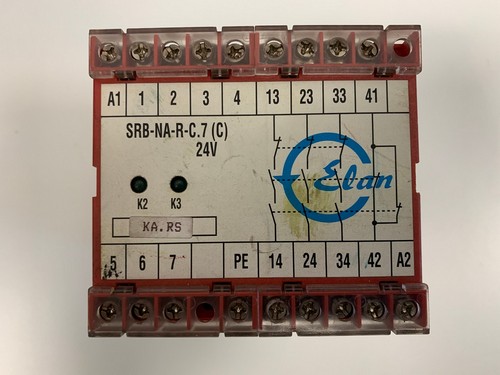 A1 1 2 3 4 13 23 33 41
SRB-NA-R-C.7 (C)
24V
Elan
K2 K3
KA.RS
5 6 7 PE 14 24 34 42 A2